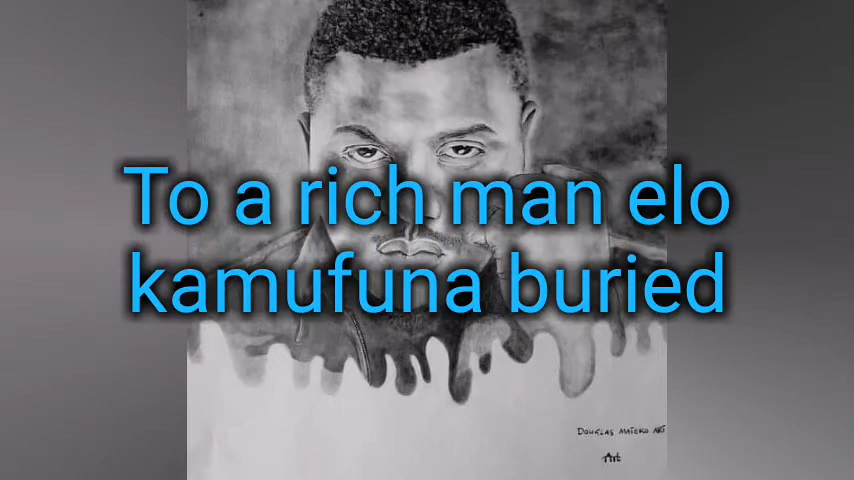 To a rich man elo
kamufuna buried
DOUGLAS MATEKO ART
Art